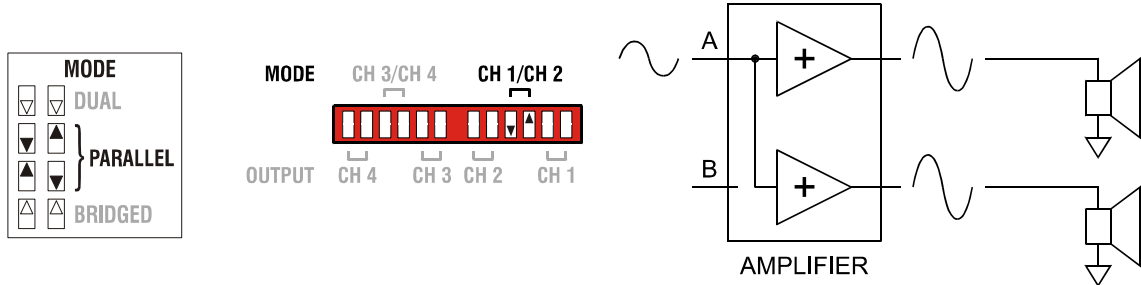 MODE
DUAL
PARALLEL
BRIDGED
MODE CH 3/CH 4 CH 1/CH 2
OUTPUT CH 4 CH 3 CH 2 CH 1
A
+
B
+
AMPLIFIER